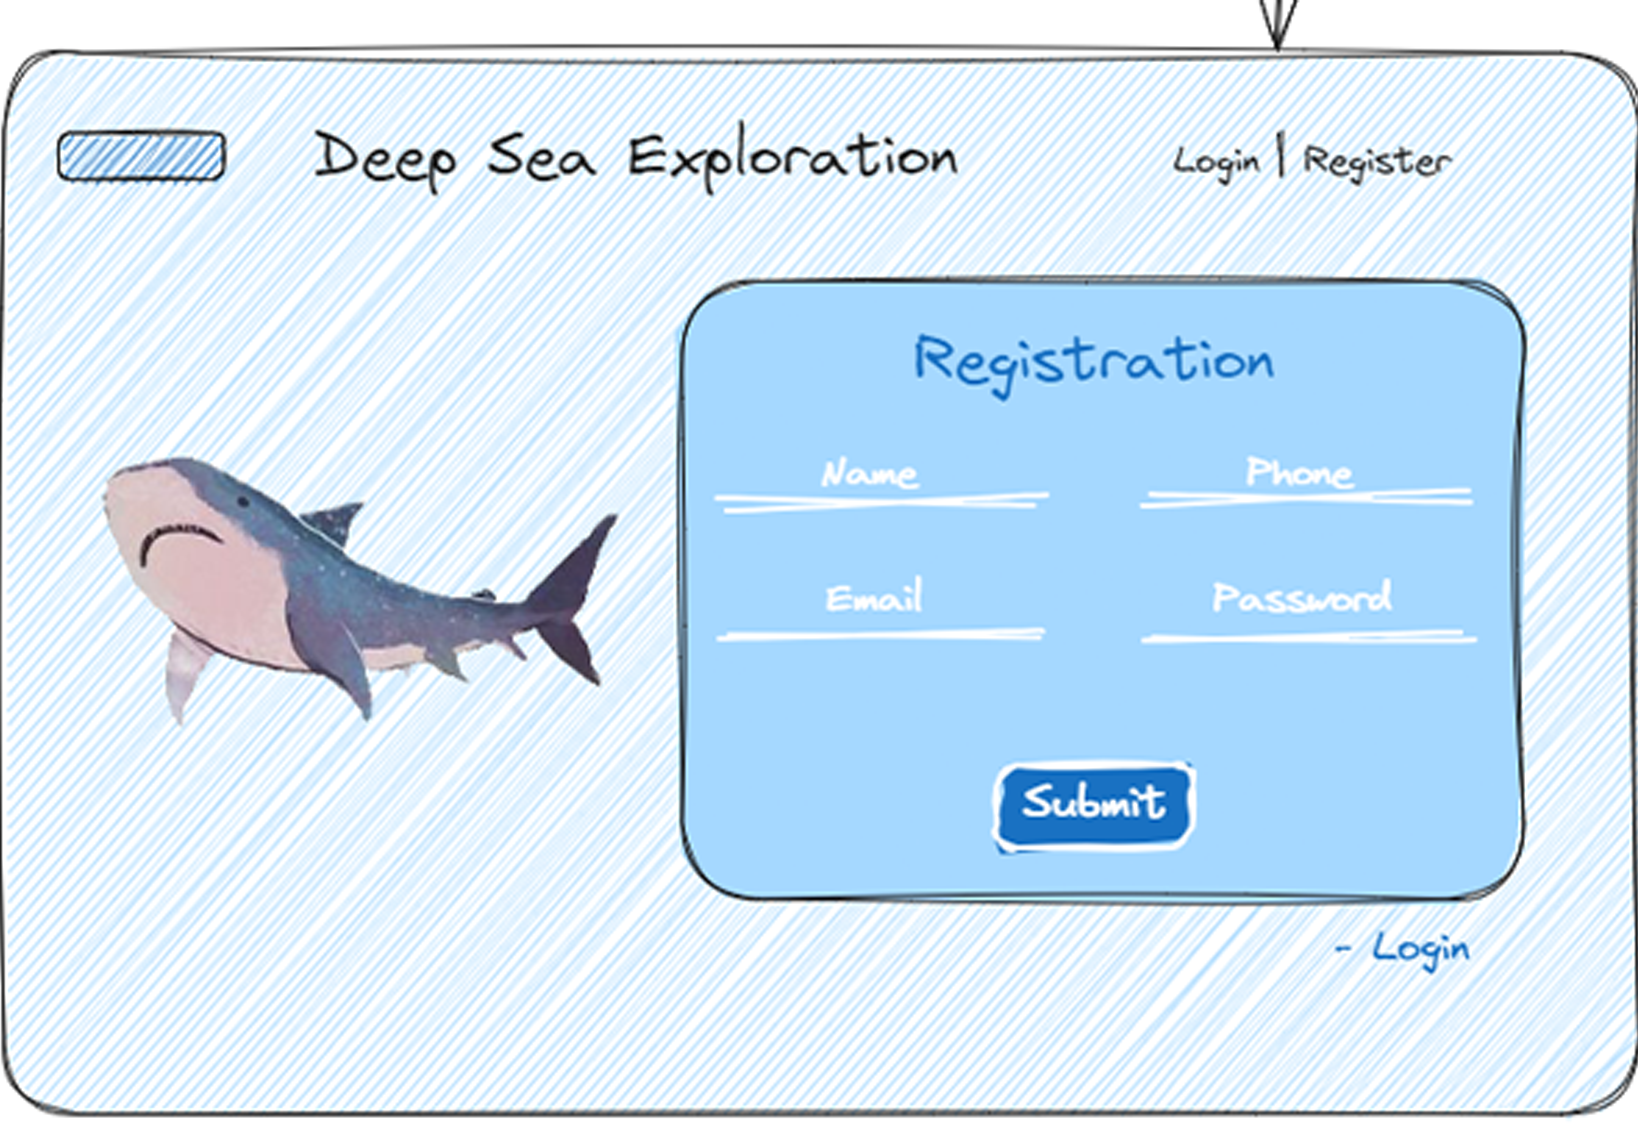 Deep Sea Exploration
Login | Register
Registration
Name
Phone
Email
Password
Submit
- Login